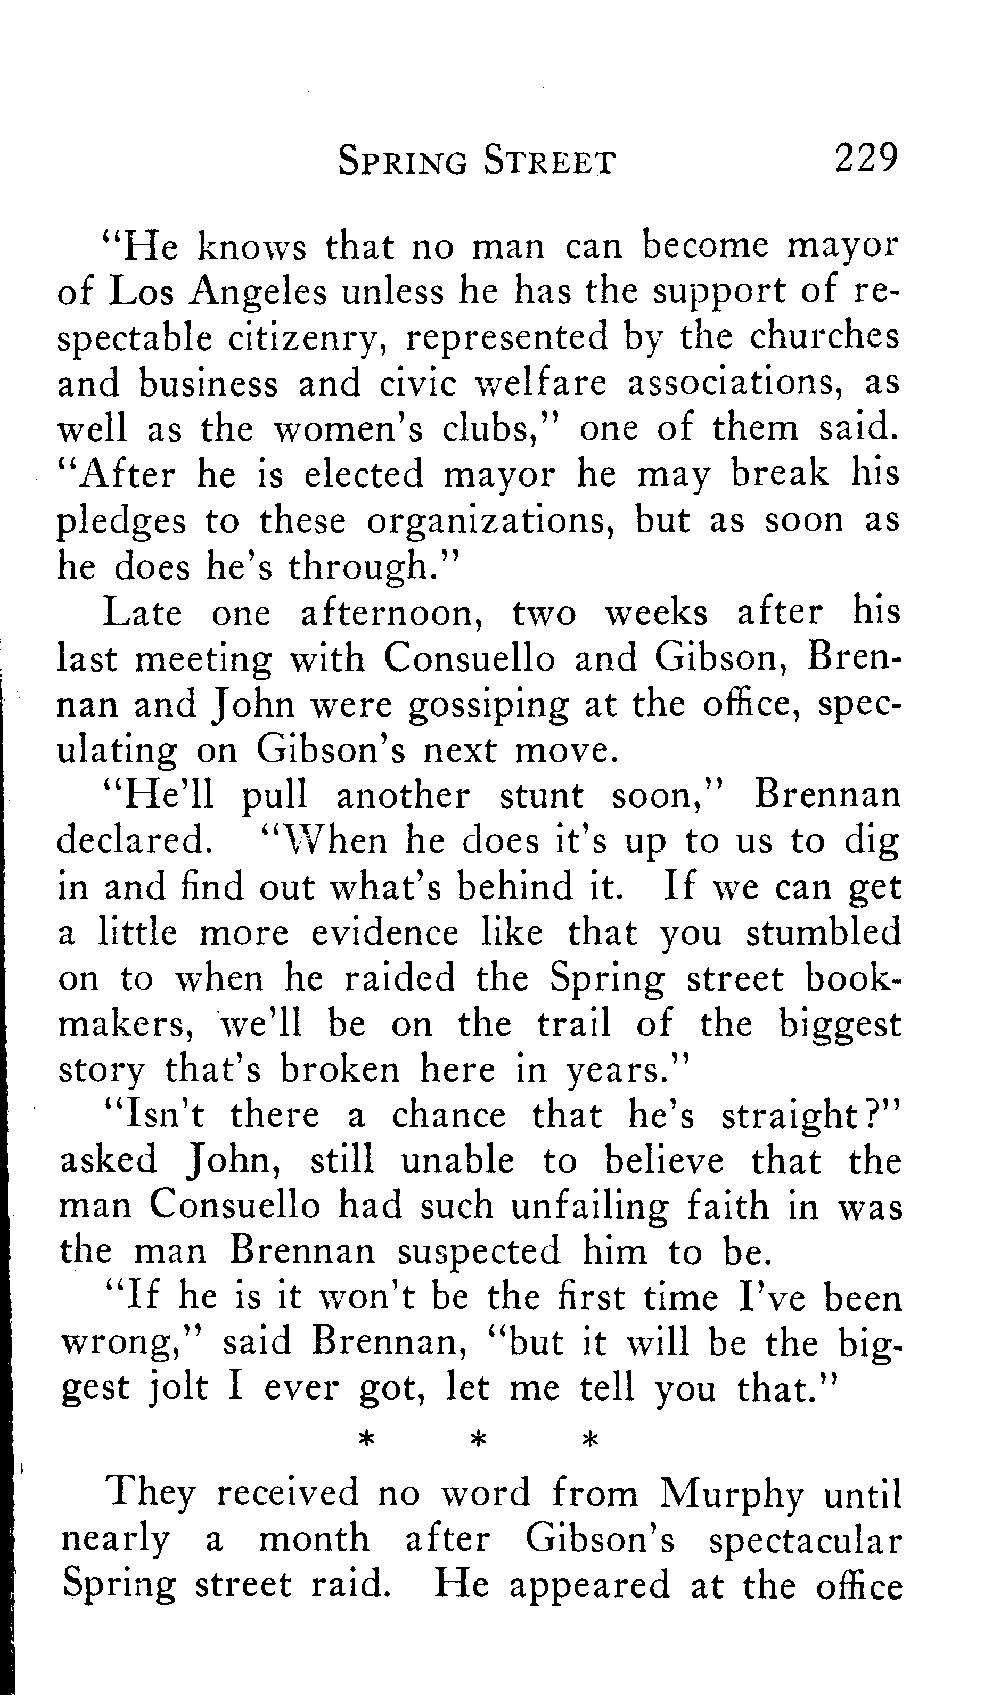 SPRING STREET 229
"He knows that no man can become mayor
of Los Angeles unless he has the support of re-
spectable citizenry, represented by the churches
and business and civic welfare associations, as
well as the women's clubs," one of them said.
"After he is elected mayor he may break his
pledges to these organizations, but as soon as
he does he's through."
Late one afternoon, two weeks after his
last meeting with Consuello and Gibson, Bren-
nan and John were gossiping at the office, spec-
ulating on Gibson's next move.
"He'll pull another stunt soon," Brennan
declared. "When he does it's up to us to dig
in and find out what's behind it. If we can get
a little more evidence like that you stumbled
on to when he raided the Spring street book-
makers, we'll be on the trail of the biggest
story that's broken here in years."
"Isn't there a chance that he's straight?"
asked John, still unable to believe that the
man Consuello had such unfailing faith in was
the man Brennan suspected him to be.
"If he is it won't be the first time I've been
wrong," said Brennan, "but it will be the big-
gest jolt I ever got, let me tell you that."
* * *
They received no word from Murphy until
nearly a month after Gibson's spectacular
Spring street raid. He appeared at the office